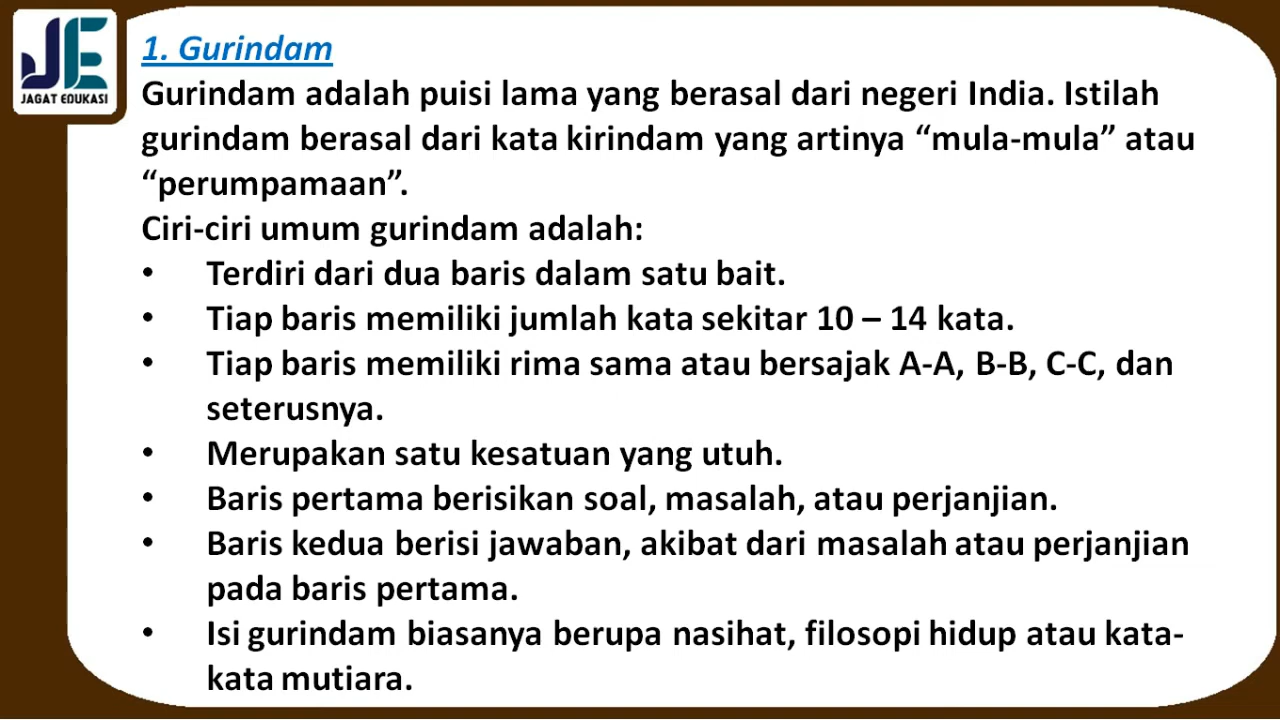 JE
JAGAT EDUKASI
1. Gurindam
Gurindam adalah puisi lama yang berasal dari negeri India. Istilah
gurindam berasal dari kata kirindam yang artinya “mula-mula” atau
“perumpamaan”.
Ciri-ciri umum gurindam adalah:
• Terdiri dari dua baris dalam satu bait.
• Tiap baris memiliki jumlah kata sekitar 10 – 14 kata.
• Tiap baris memiliki rima sama atau bersajak A-A, B-B, C-C, dan
seterusnya.
• Merupakan satu kesatuan yang utuh.
• Baris pertama berisikan soal, masalah, atau perjanjian.
• Baris kedua berisi jawaban, akibat dari masalah atau perjanjian
pada baris pertama.
• Isi gurindam biasanya berupa nasihat, filosopi hidup atau kata-
kata mutiara.